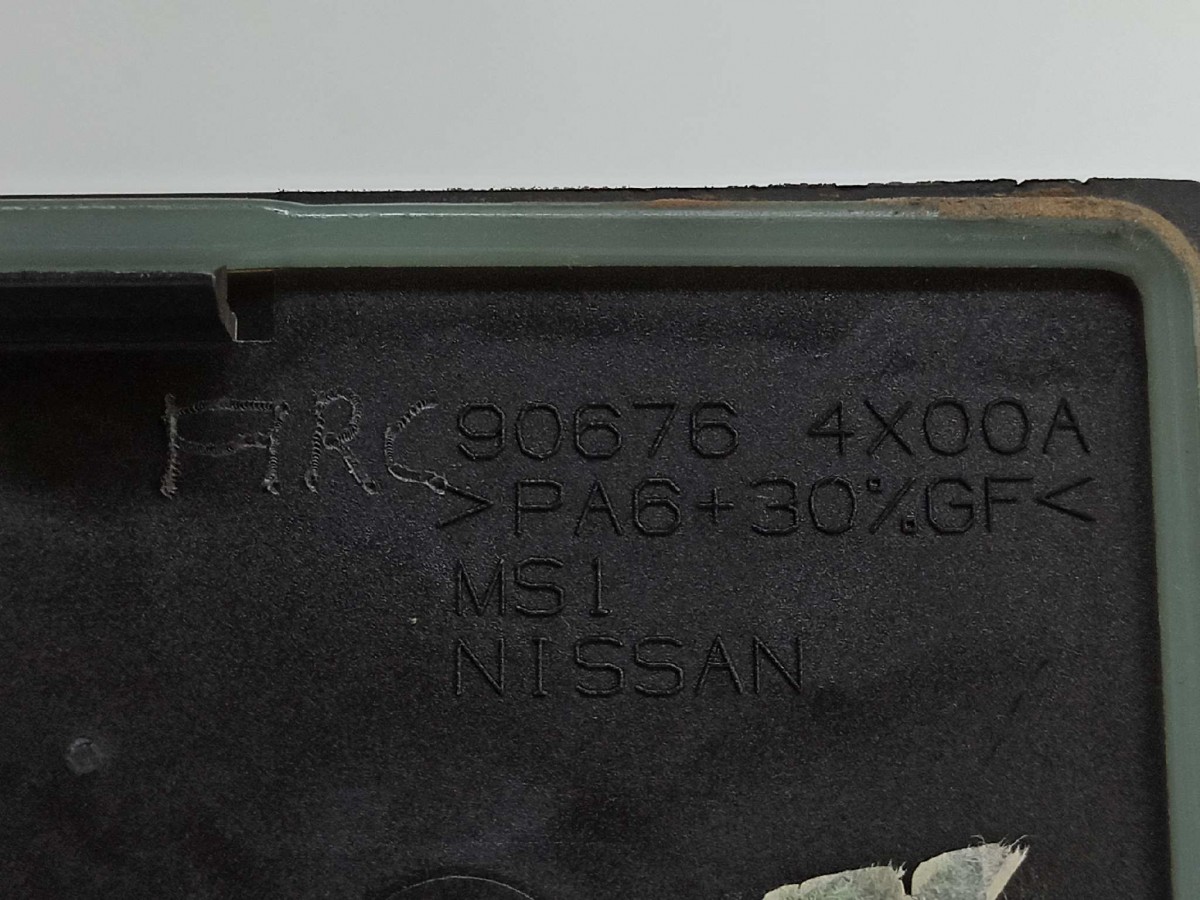 ARC
90676 4X00A
>PA6+30%GF<
MS1
NISSAN